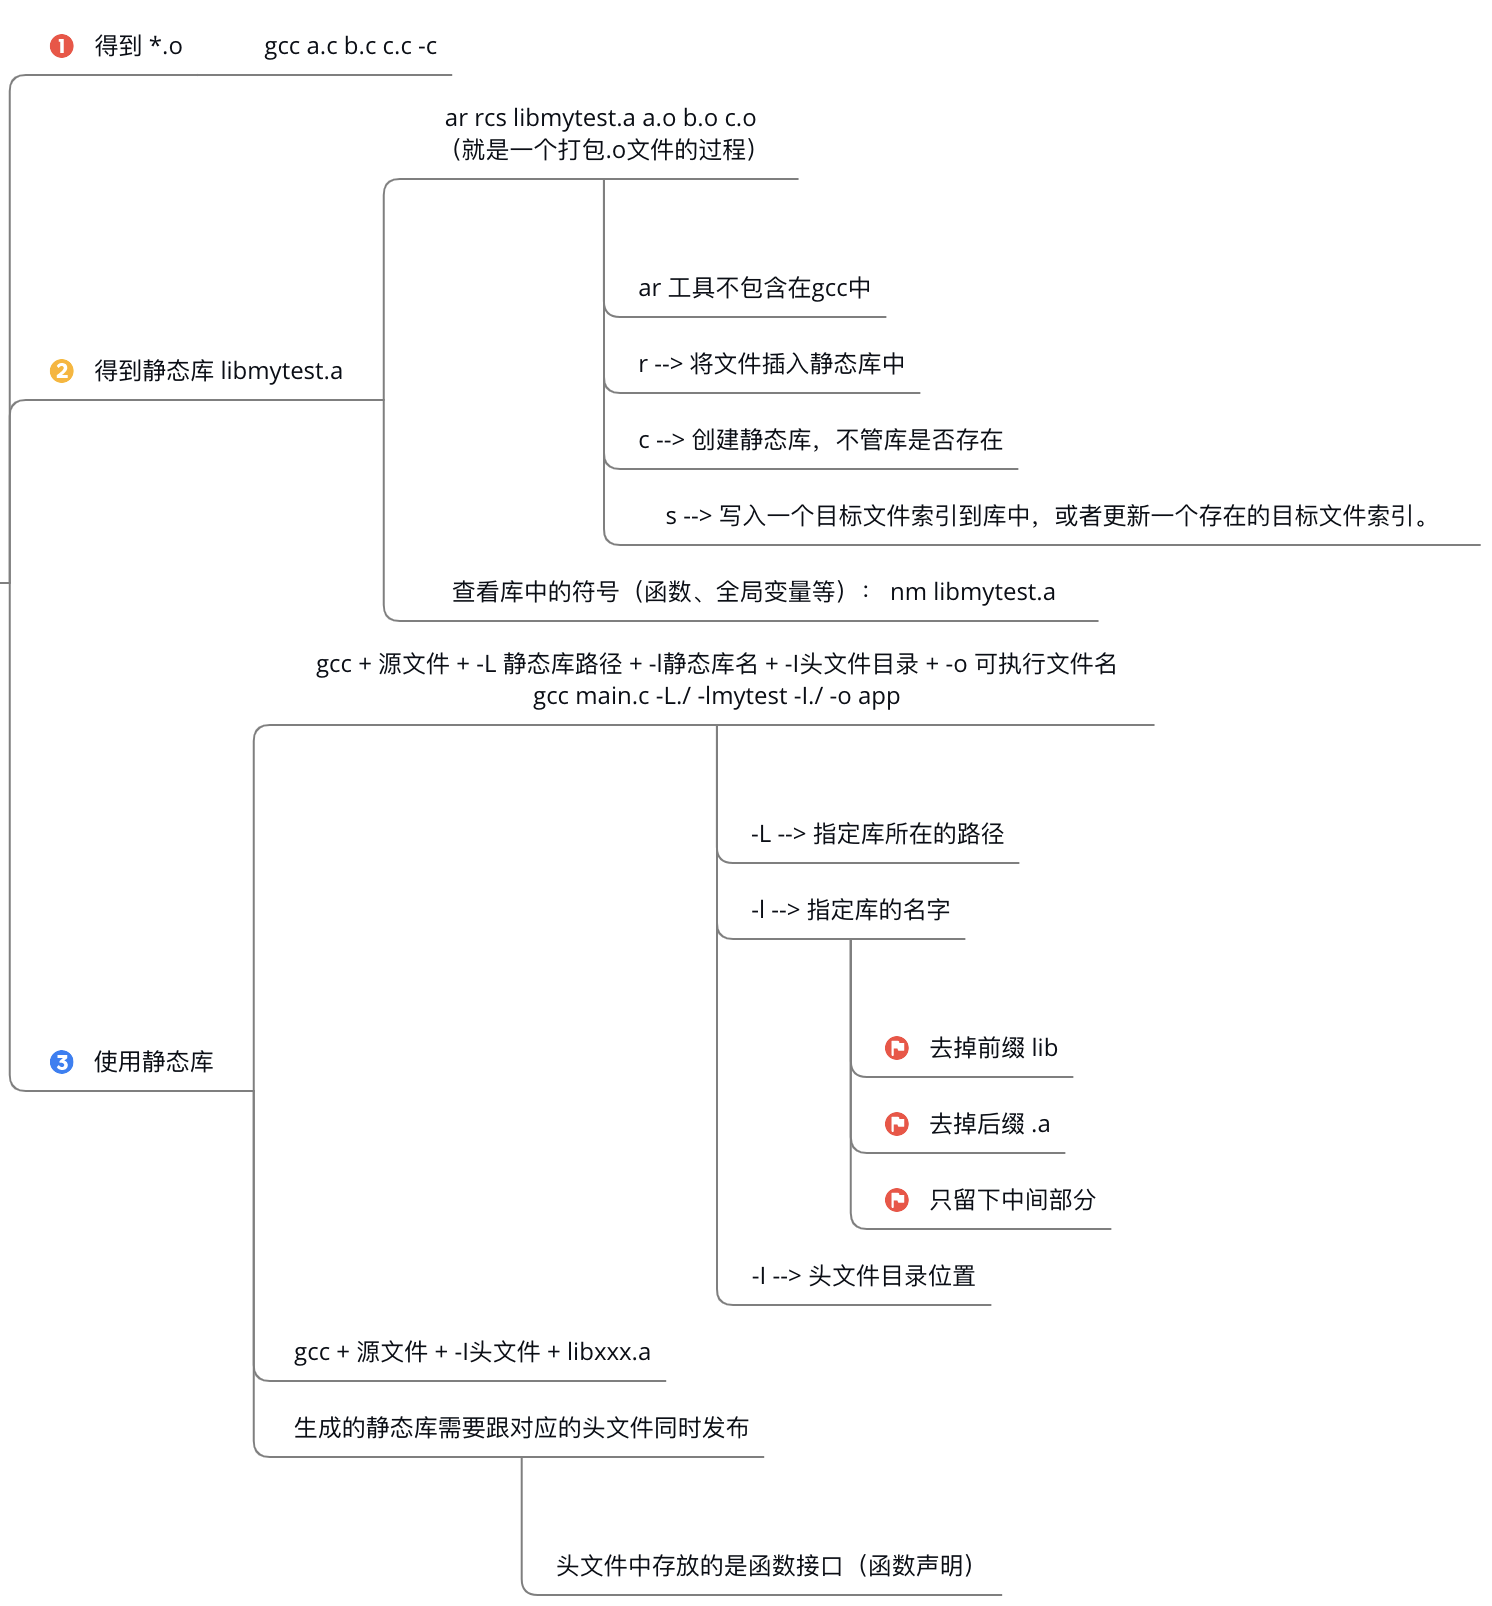 1 得到 *.o gcc a.c b.c c.c -c
ar rcs libmytest.a a.o b.o c.o
（就是一个打包.o文件的过程）
ar 工具不包含在gcc中
r --> 将文件插入静态库中
2 得到静态库 libmytest.a
c --> 创建静态库，不管库是否存在
s --> 写入一个目标文件索引到库中，或者更新一个存在的目标文件索引。
查看库中的符号（函数、全局变量等）： nm libmytest.a
gcc + 源文件 + -L 静态库路径 + -l静态库名 + -I头文件目录 + -o 可执行文件名
gcc main.c -L./ -lmytest -I./ -o app
-L --> 指定库所在的路径
-l --> 指定库的名字
去掉前缀 lib
3 使用静态库
去掉后缀 .a
只留下中间部分
-I --> 头文件目录位置
gcc + 源文件 + -I头文件 + libxxx.a
生成的静态库需要跟对应的头文件同时发布
头文件中存放的是函数接口（函数声明）